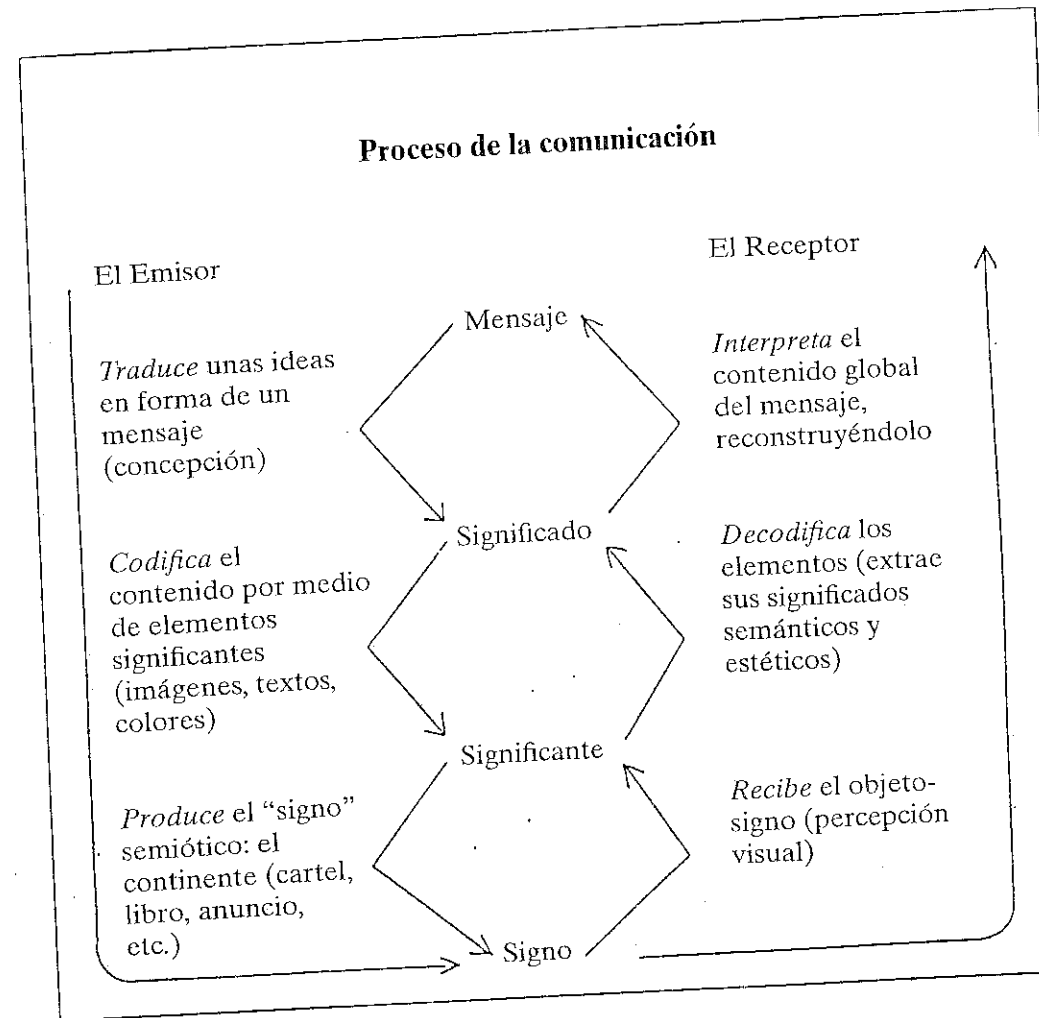 Proceso de la comunicación
El Emisor
Traduce unas ideas
en forma de un
mensaje
(concepción)
Codifica el
contenido por medio
de elementos
significantes
(imágenes, textos,
colores)
Produce el “signo”
semiótico: el
continente (cartel,
libro, anuncio,
etc.)
Mensaje
Significado
Significante
Signo
El Receptor
Interpreta el
contenido global
del mensaje,
reconstruyéndolo
Decodifica los
elementos (extrae
sus significados
semánticos y
estéticos)
Recibe el objeto-
signo (percepción
visual)